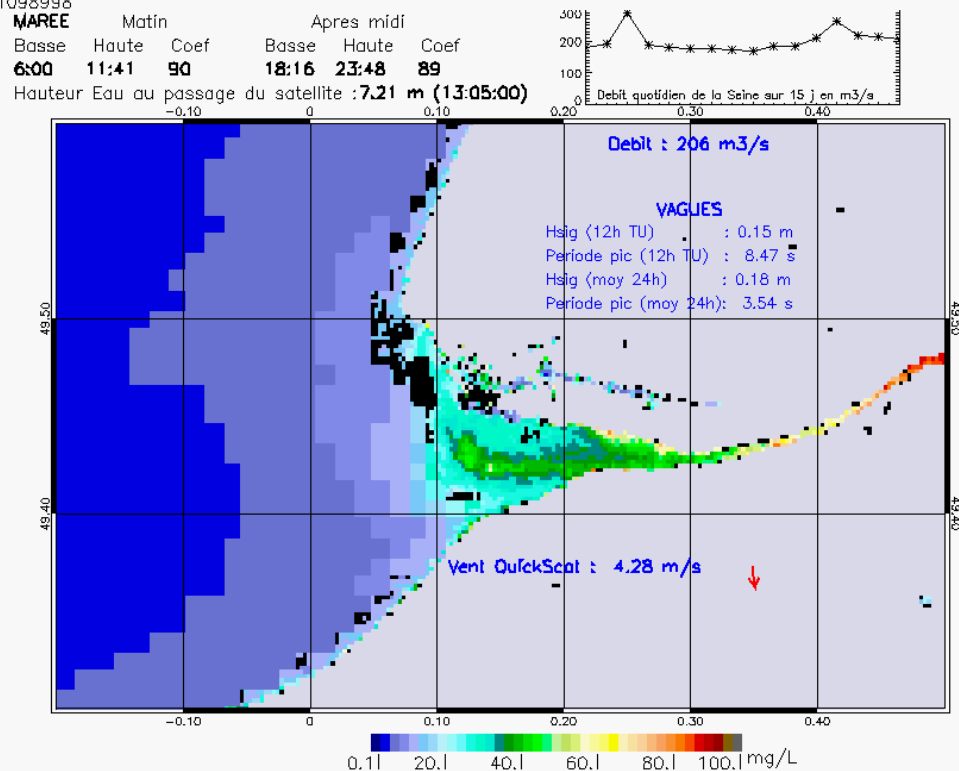 1098998
MAREE Matin Apres midi
Basse Haute Coef Basse Haute Coef
6:00 11:41 90 18:16 23:48 89
Hauteur Eau au passage du satellite : 7.21 m (13:05:00)
300
200
100
0
Debit quotidien de la Seine sur 15 j en m3/s
-0.10 0 0.10 0.20 0.30 0.40
Debit : 206 m3/s
VAGUES
Hsig (12h TU) : 0.15 m
Periode pic (12h TU) : 8.47 s
Hsig (moy 24h) : 0.18 m
Periode pic (moy 24h): 3.54 s
49.50 49.50
49.40 49.40
Vent QuickScat : 4.28 m/s
-0.10 0 0.10 0.20 0.30 0.40
0.1| 20.| 40.| 60.| 80.| 100.| mg/L